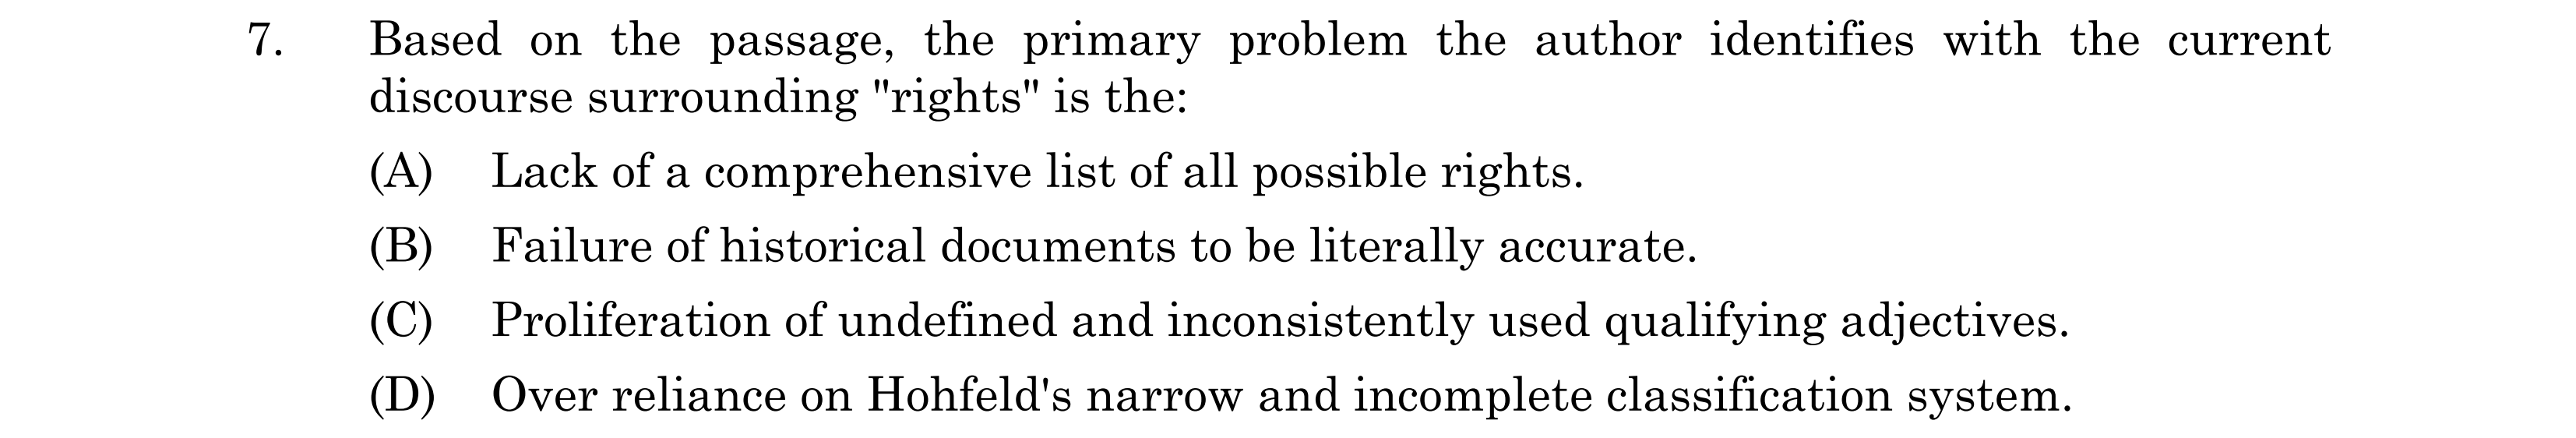 7. Based on the passage, the primary problem the author identifies with the current
discourse surrounding "rights" is the:
(A) Lack of a comprehensive list of all possible rights.
(B) Failure of historical documents to be literally accurate.
(C) Proliferation of undefined and inconsistently used qualifying adjectives.
(D) Over reliance on Hohfeld's narrow and incomplete classification system.